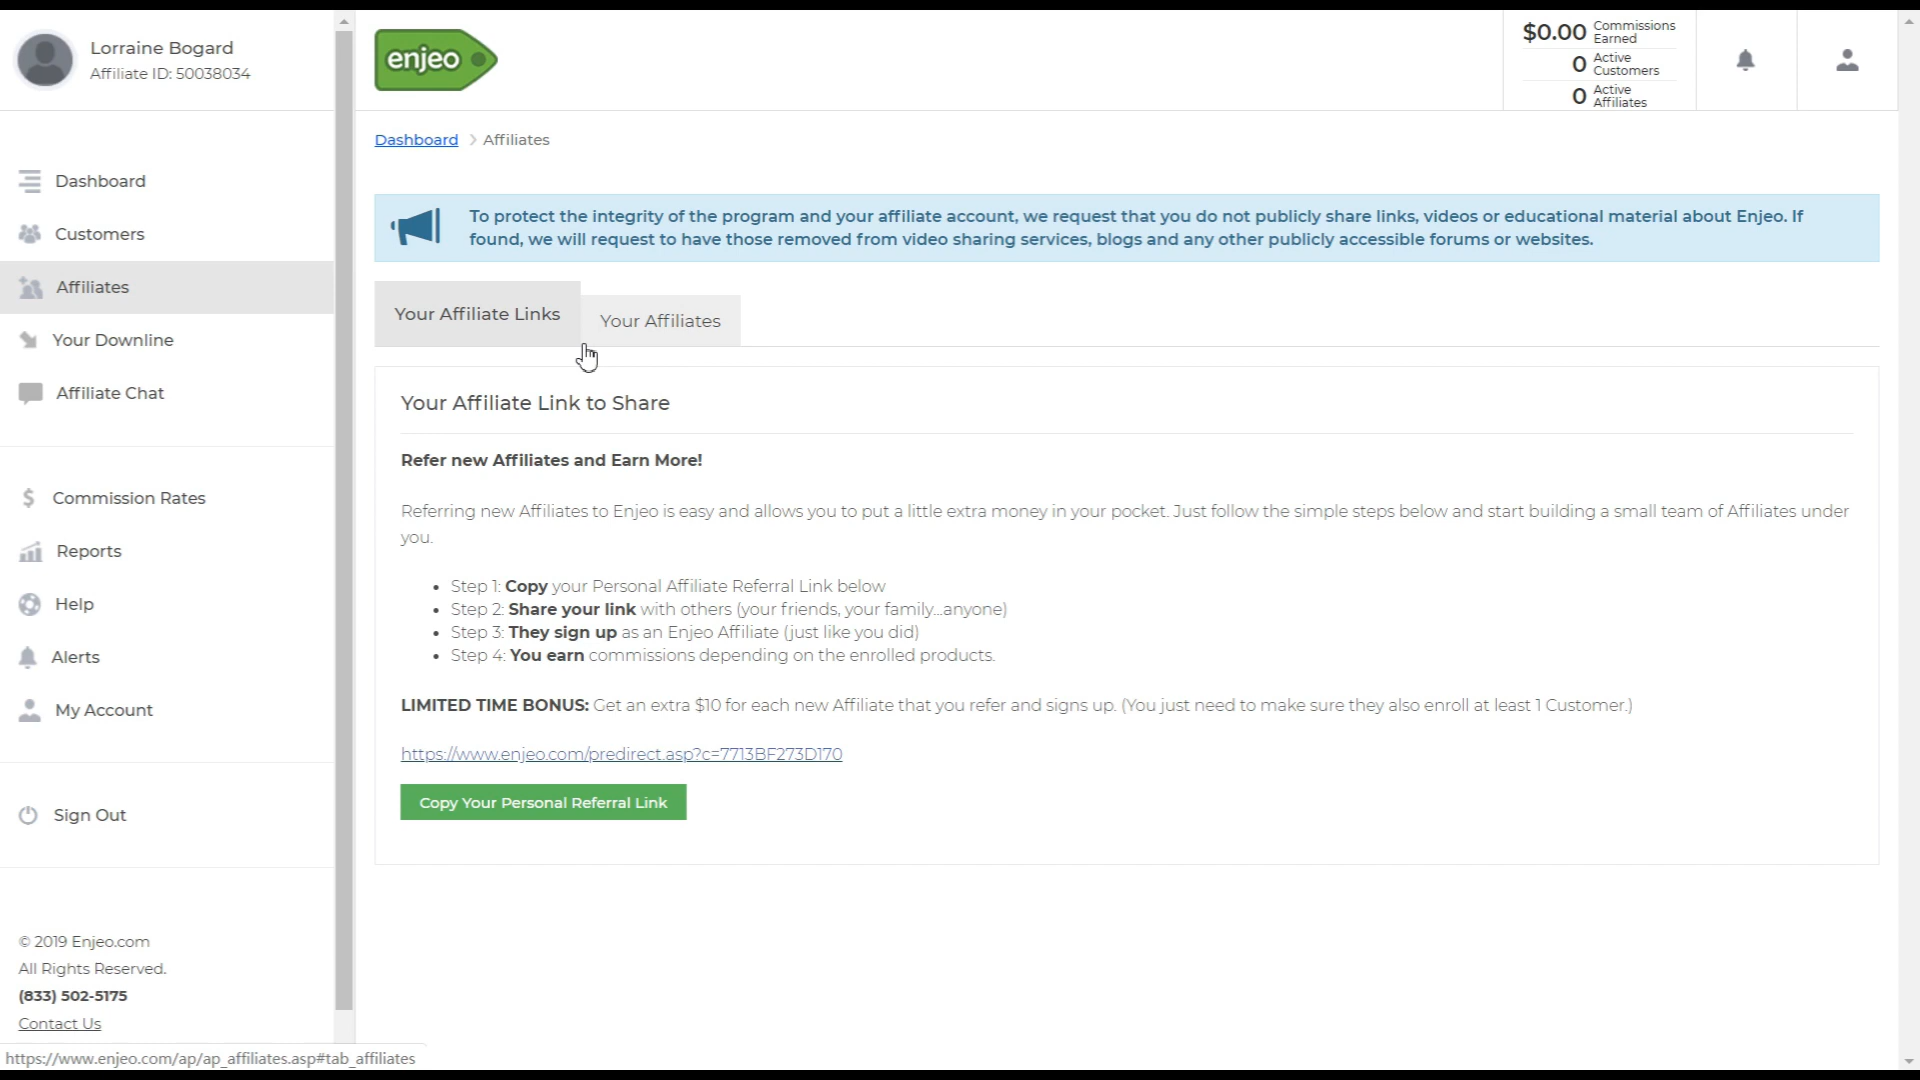 Lorraine Bogard
Affiliate ID: 50038034
Dashboard
Customers
Affiliates
Your Downline
Affiliate Chat
Commission Rates
Reports
Help
Alerts
My Account
Sign Out
© 2019 Enjeo.com
All Rights Reserved.
(833) 502-5175
Contact Us
https://www.enjeo.com/ap/ap_affiliates.asp#tab_affiliates
enjeo
$0.00 Commissions Earned
0 Active Customers
0 Active Affiliates
Dashboard > Affiliates
To protect the integrity of the program and your affiliate account, we request that you do not publicly share links, videos or educational material about Enjeo. If
found, we will request to have those removed from video sharing services, blogs and any other publicly accessible forums or websites.
Your Affiliate Links
Your Affiliates
Your Affiliate Link to Share
Refer new Affiliates and Earn More!
Referring new Affiliates to Enjeo is easy and allows you to put a little extra money in your pocket. Just follow the simple steps below and start building a small team of Affiliates under
you.
• Step 1: Copy your Personal Affiliate Referral Link below
• Step 2: Share your link with others (your friends, your family...anyone)
• Step 3: They sign up as an Enjeo Affiliate (just like you did)
• Step 4: You earn commissions depending on the enrolled products.
LIMITED TIME BONUS: Get an extra $10 for each new Affiliate that you refer and signs up. (You just need to make sure they also enroll at least 1 Customer.)
https://www.enjeo.com/predirect.asp?c=7713BF273D170
Copy Your Personal Referral Link